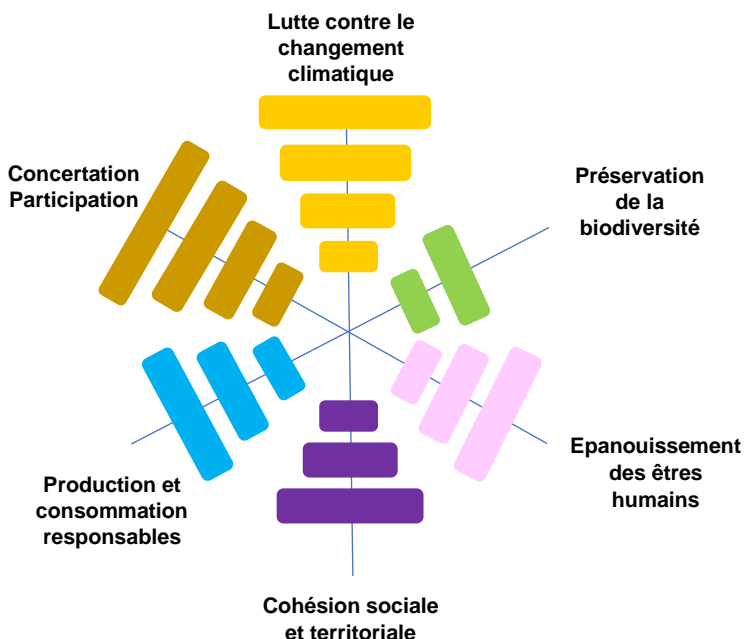 Lutte contre le
changement
climatique
Concertation
Participation
Préservation
de la
biodiversité
Epanouissement
des êtres
humains
Production et
consommation
responsables
Cohésion sociale
et territoriale